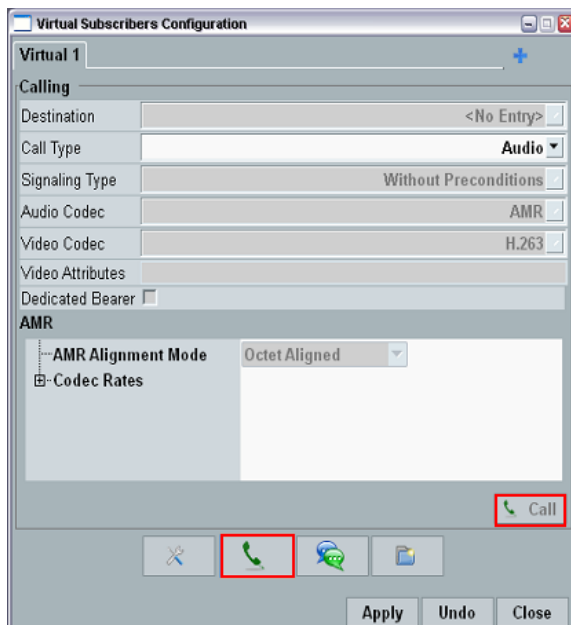 Virtual Subscribers Configuration
Virtual 1
Calling
Destination <No Entry>
Call Type Audio
Signaling Type Without Preconditions
Audio Codec AMR
Video Codec H.263
Video Attributes
Dedicated Bearer
AMR
AMR Alignment Mode Octet Aligned
Codec Rates
Call
Apply Undo Close